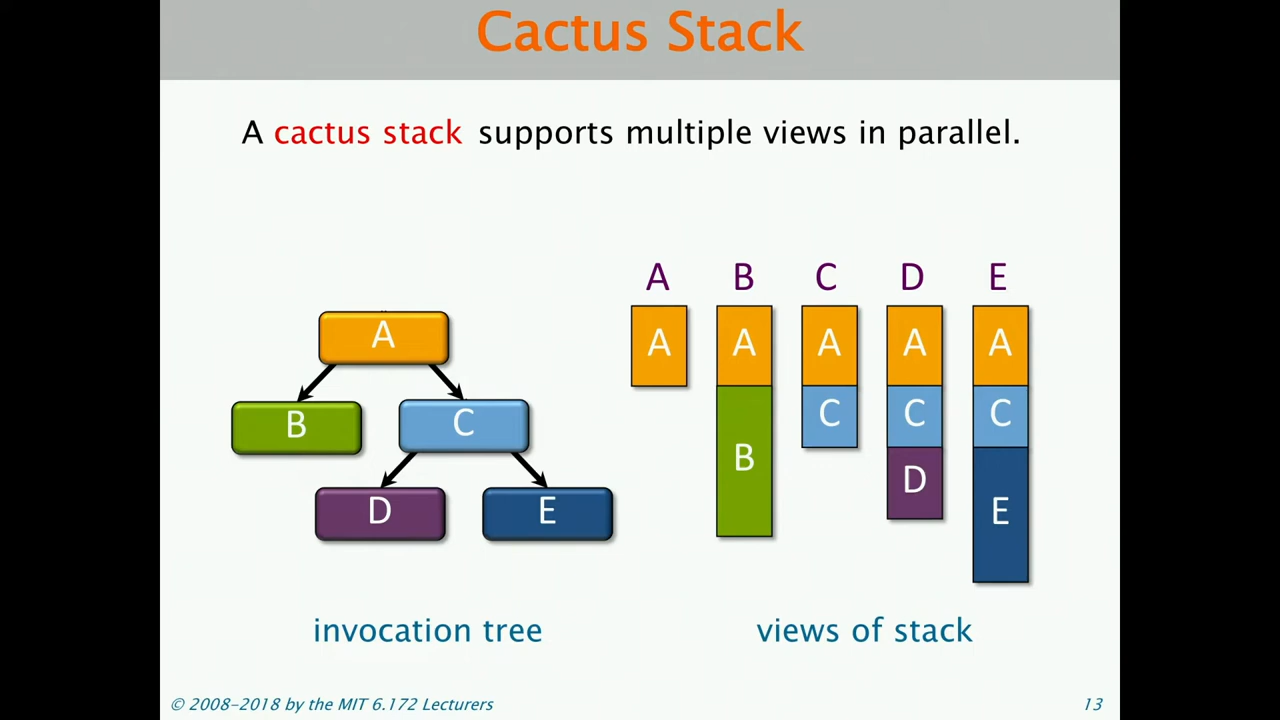 Cactus Stack
A cactus stack supports multiple views in parallel.
A
B
C
D
E
invocation tree
A B C D E
A A A A A
C C C
B
D
E
views of stack
© 2008-2018 by the MIT 6.172 Lecturers
13